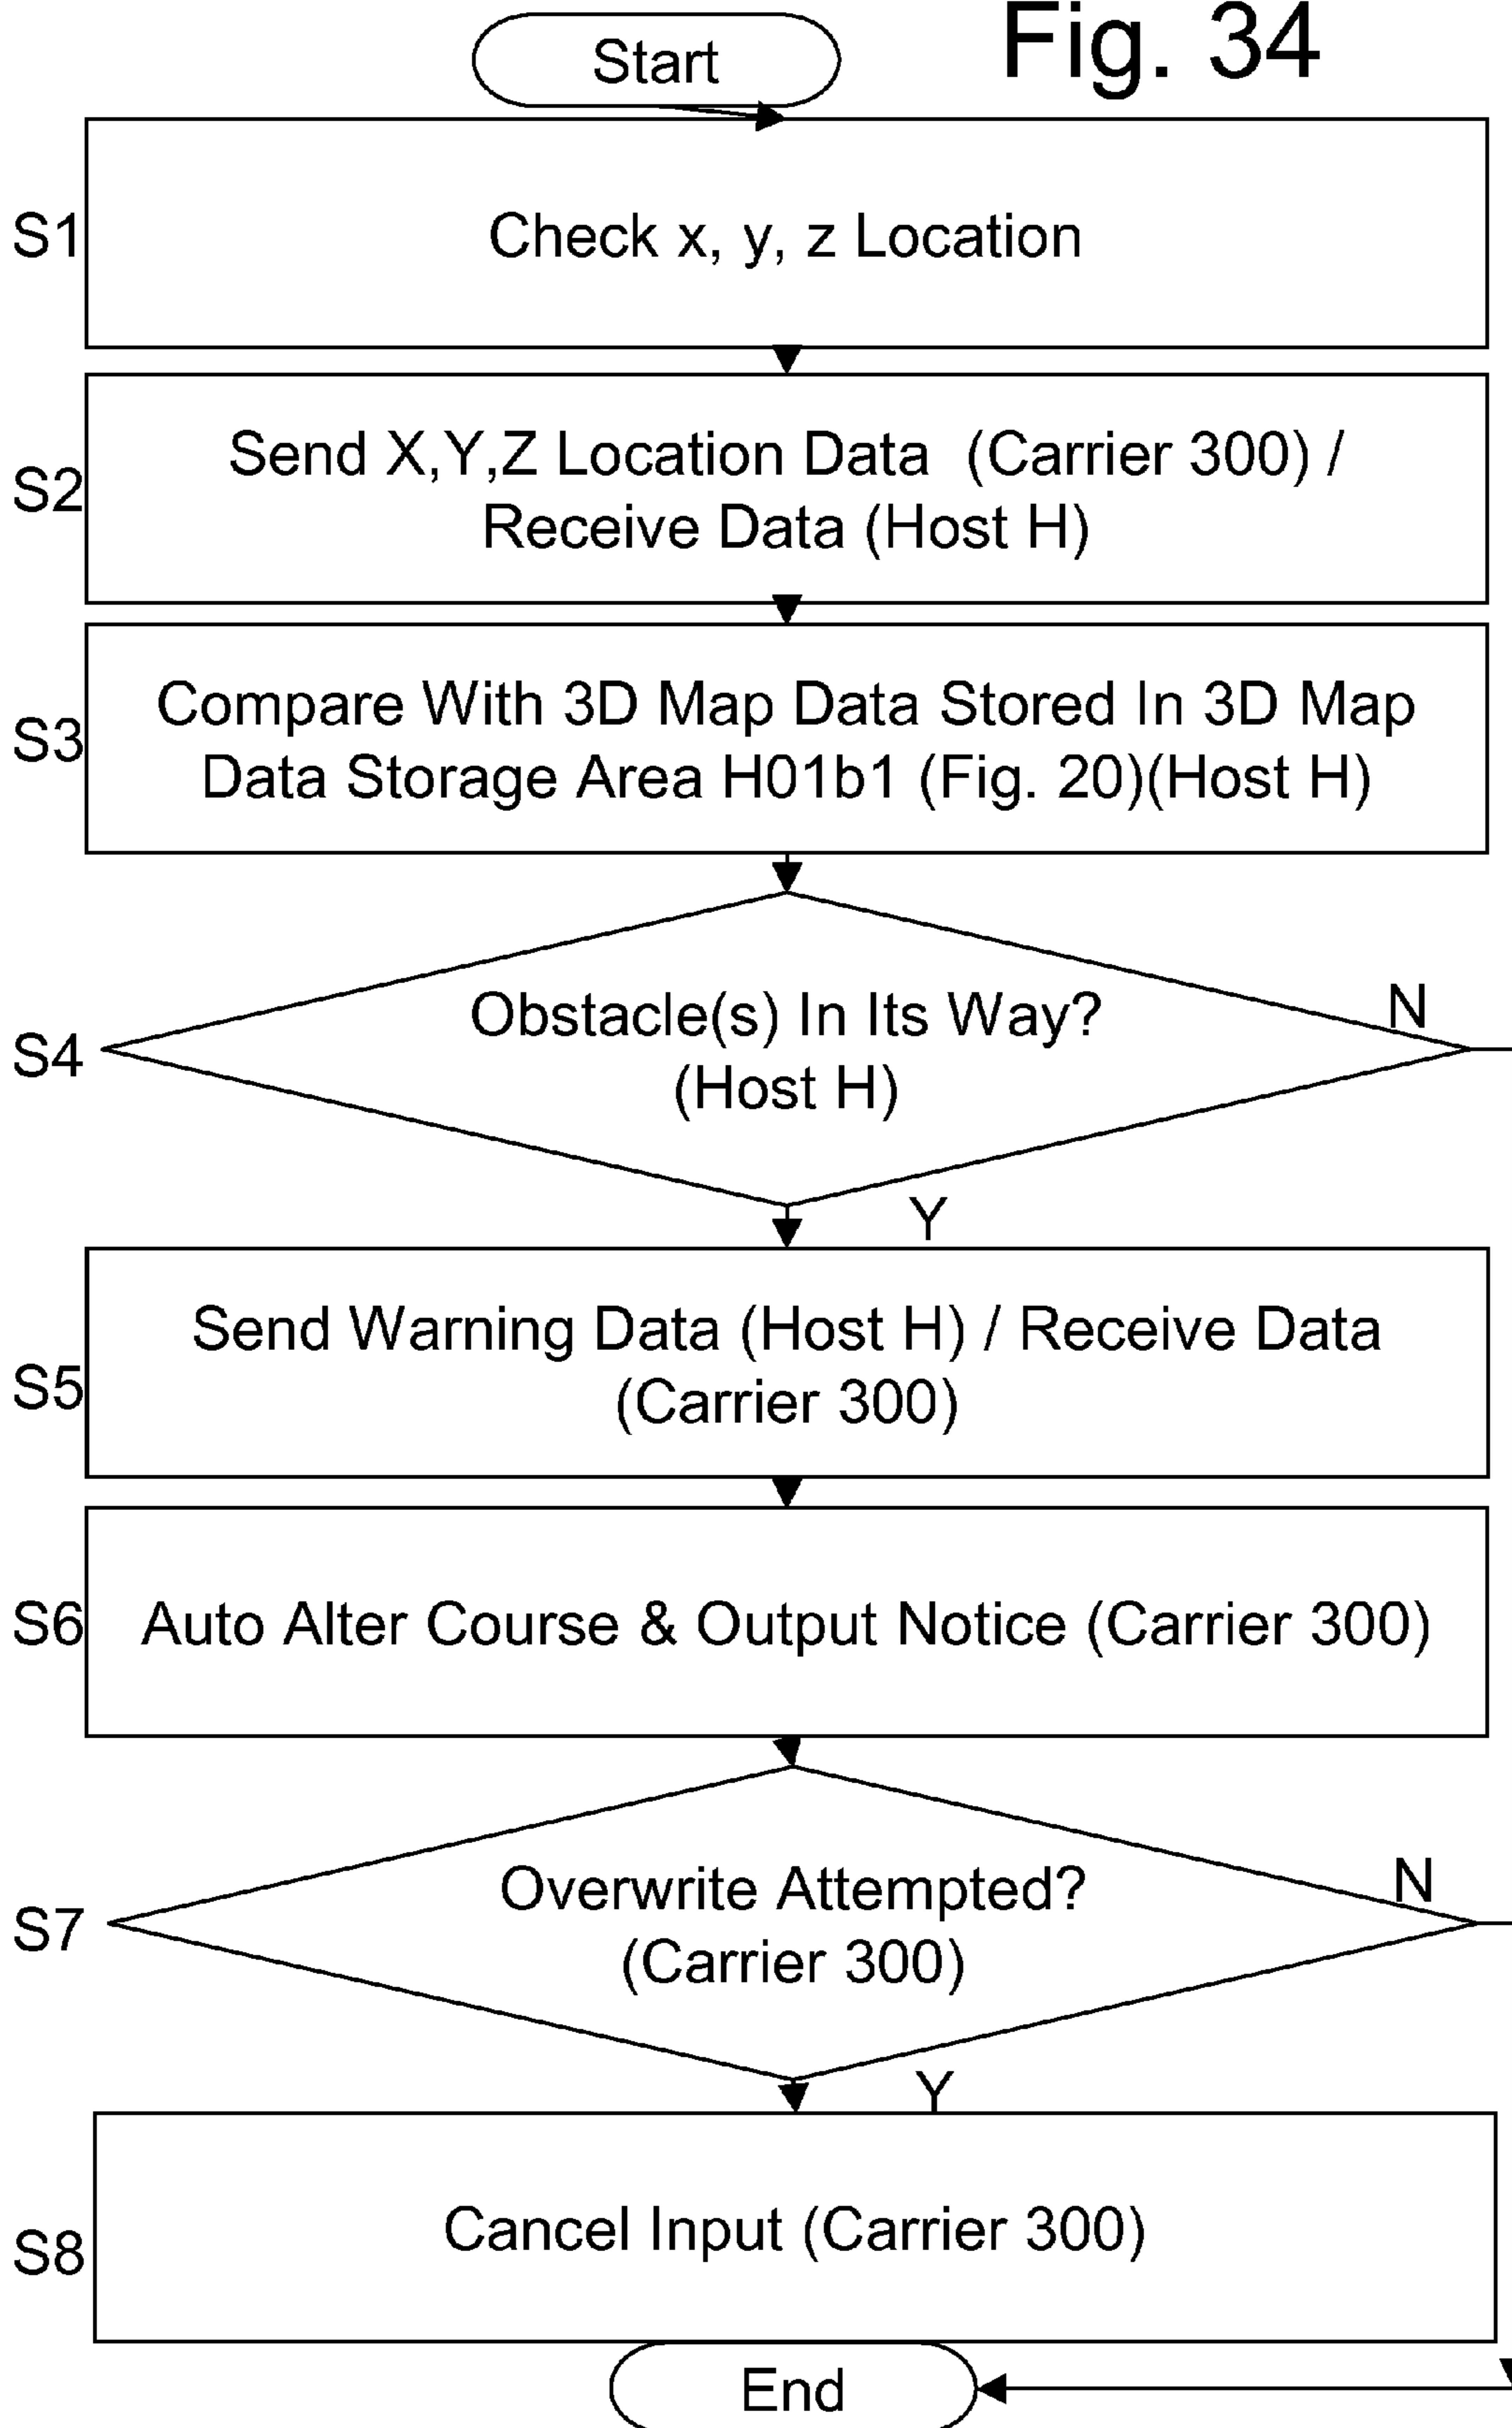 Fig. 34
Start
S1
Check x, y, z Location
S2
Send X,Y,Z Location Data (Carrier 300) /
Receive Data (Host H)
S3
Compare With 3D Map Data Stored In 3D Map
Data Storage Area H01b1 (Fig. 20)(Host H)
S4
Obstacle(s) In Its Way?
(Host H)
N
Y
S5
Send Warning Data (Host H) / Receive Data
(Carrier 300)
S6
Auto Alter Course & Output Notice (Carrier 300)
S7
Overwrite Attempted?
(Carrier 300)
N
Y
S8
Cancel Input (Carrier 300)
End